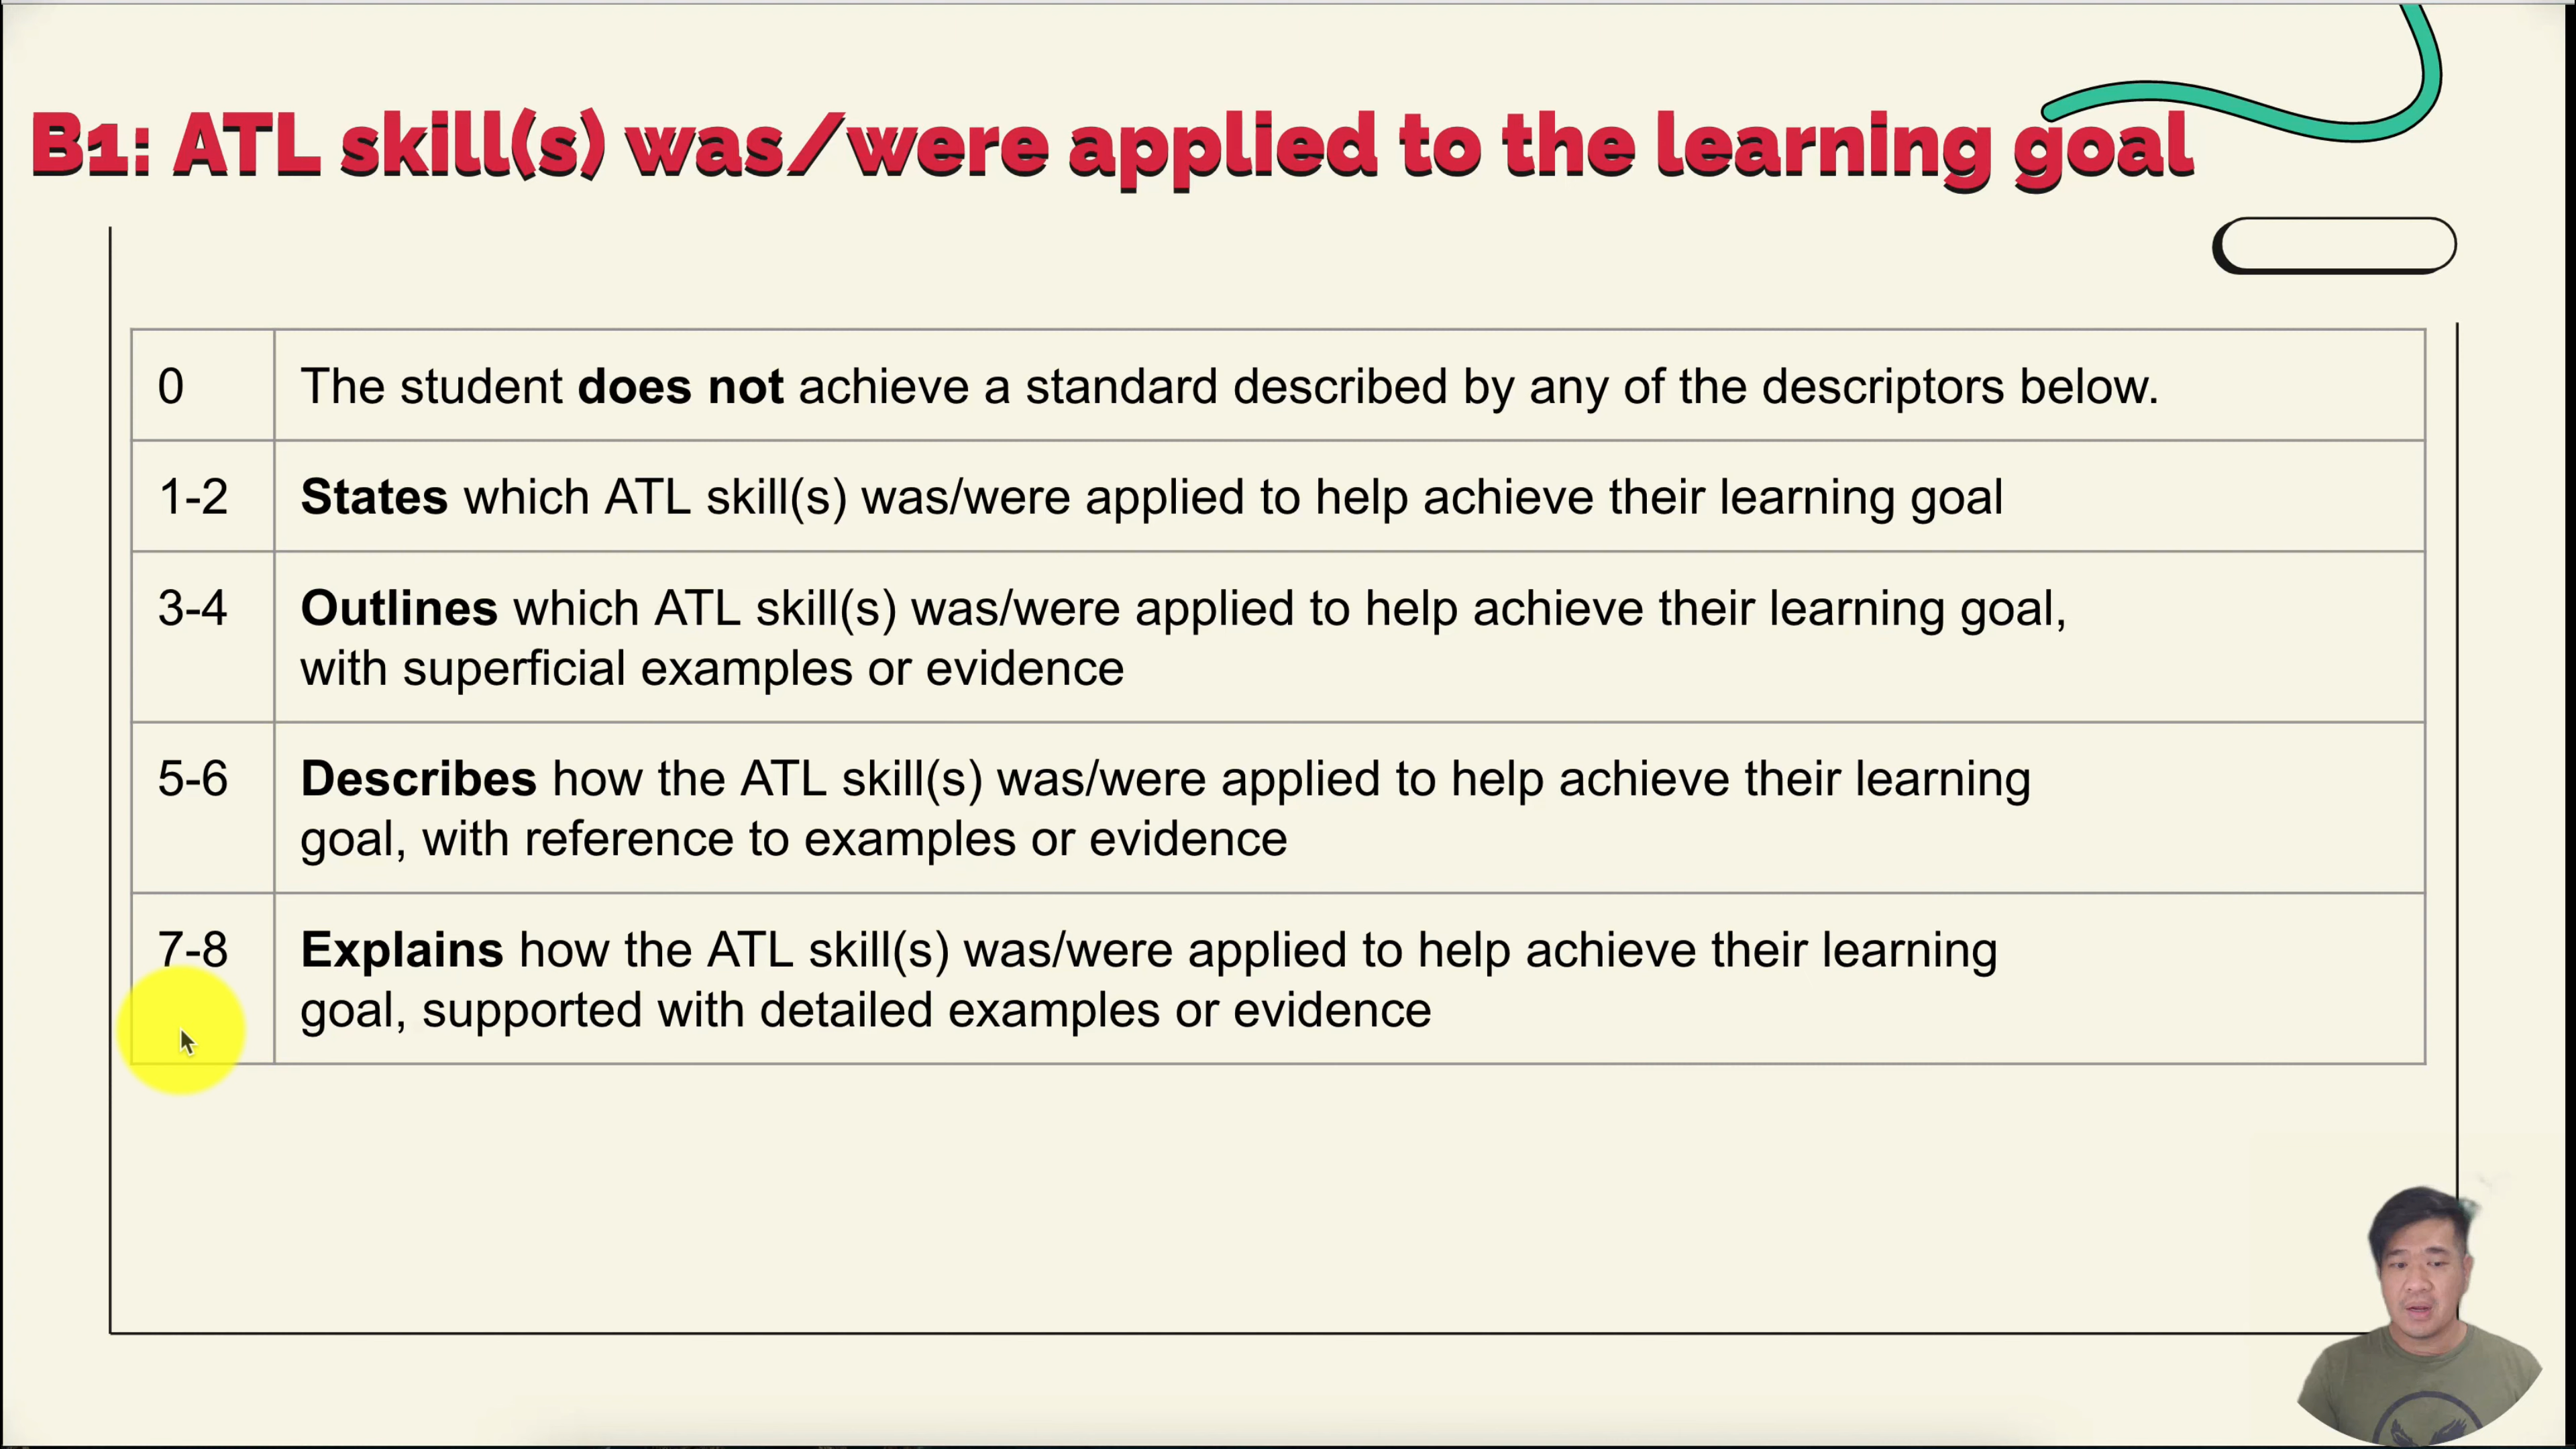 B1: ATL skill(s) was/were applied to the learning goal
0 The student does not achieve a standard described by any of the descriptors below.
1-2 States which ATL skill(s) was/were applied to help achieve their learning goal
3-4 Outlines which ATL skill(s) was/were applied to help achieve their learning goal,
with superficial examples or evidence
5-6 Describes how the ATL skill(s) was/were applied to help achieve their learning
goal, with reference to examples or evidence
7-8 Explains how the ATL skill(s) was/were applied to help achieve their learning
goal, supported with detailed examples or evidence